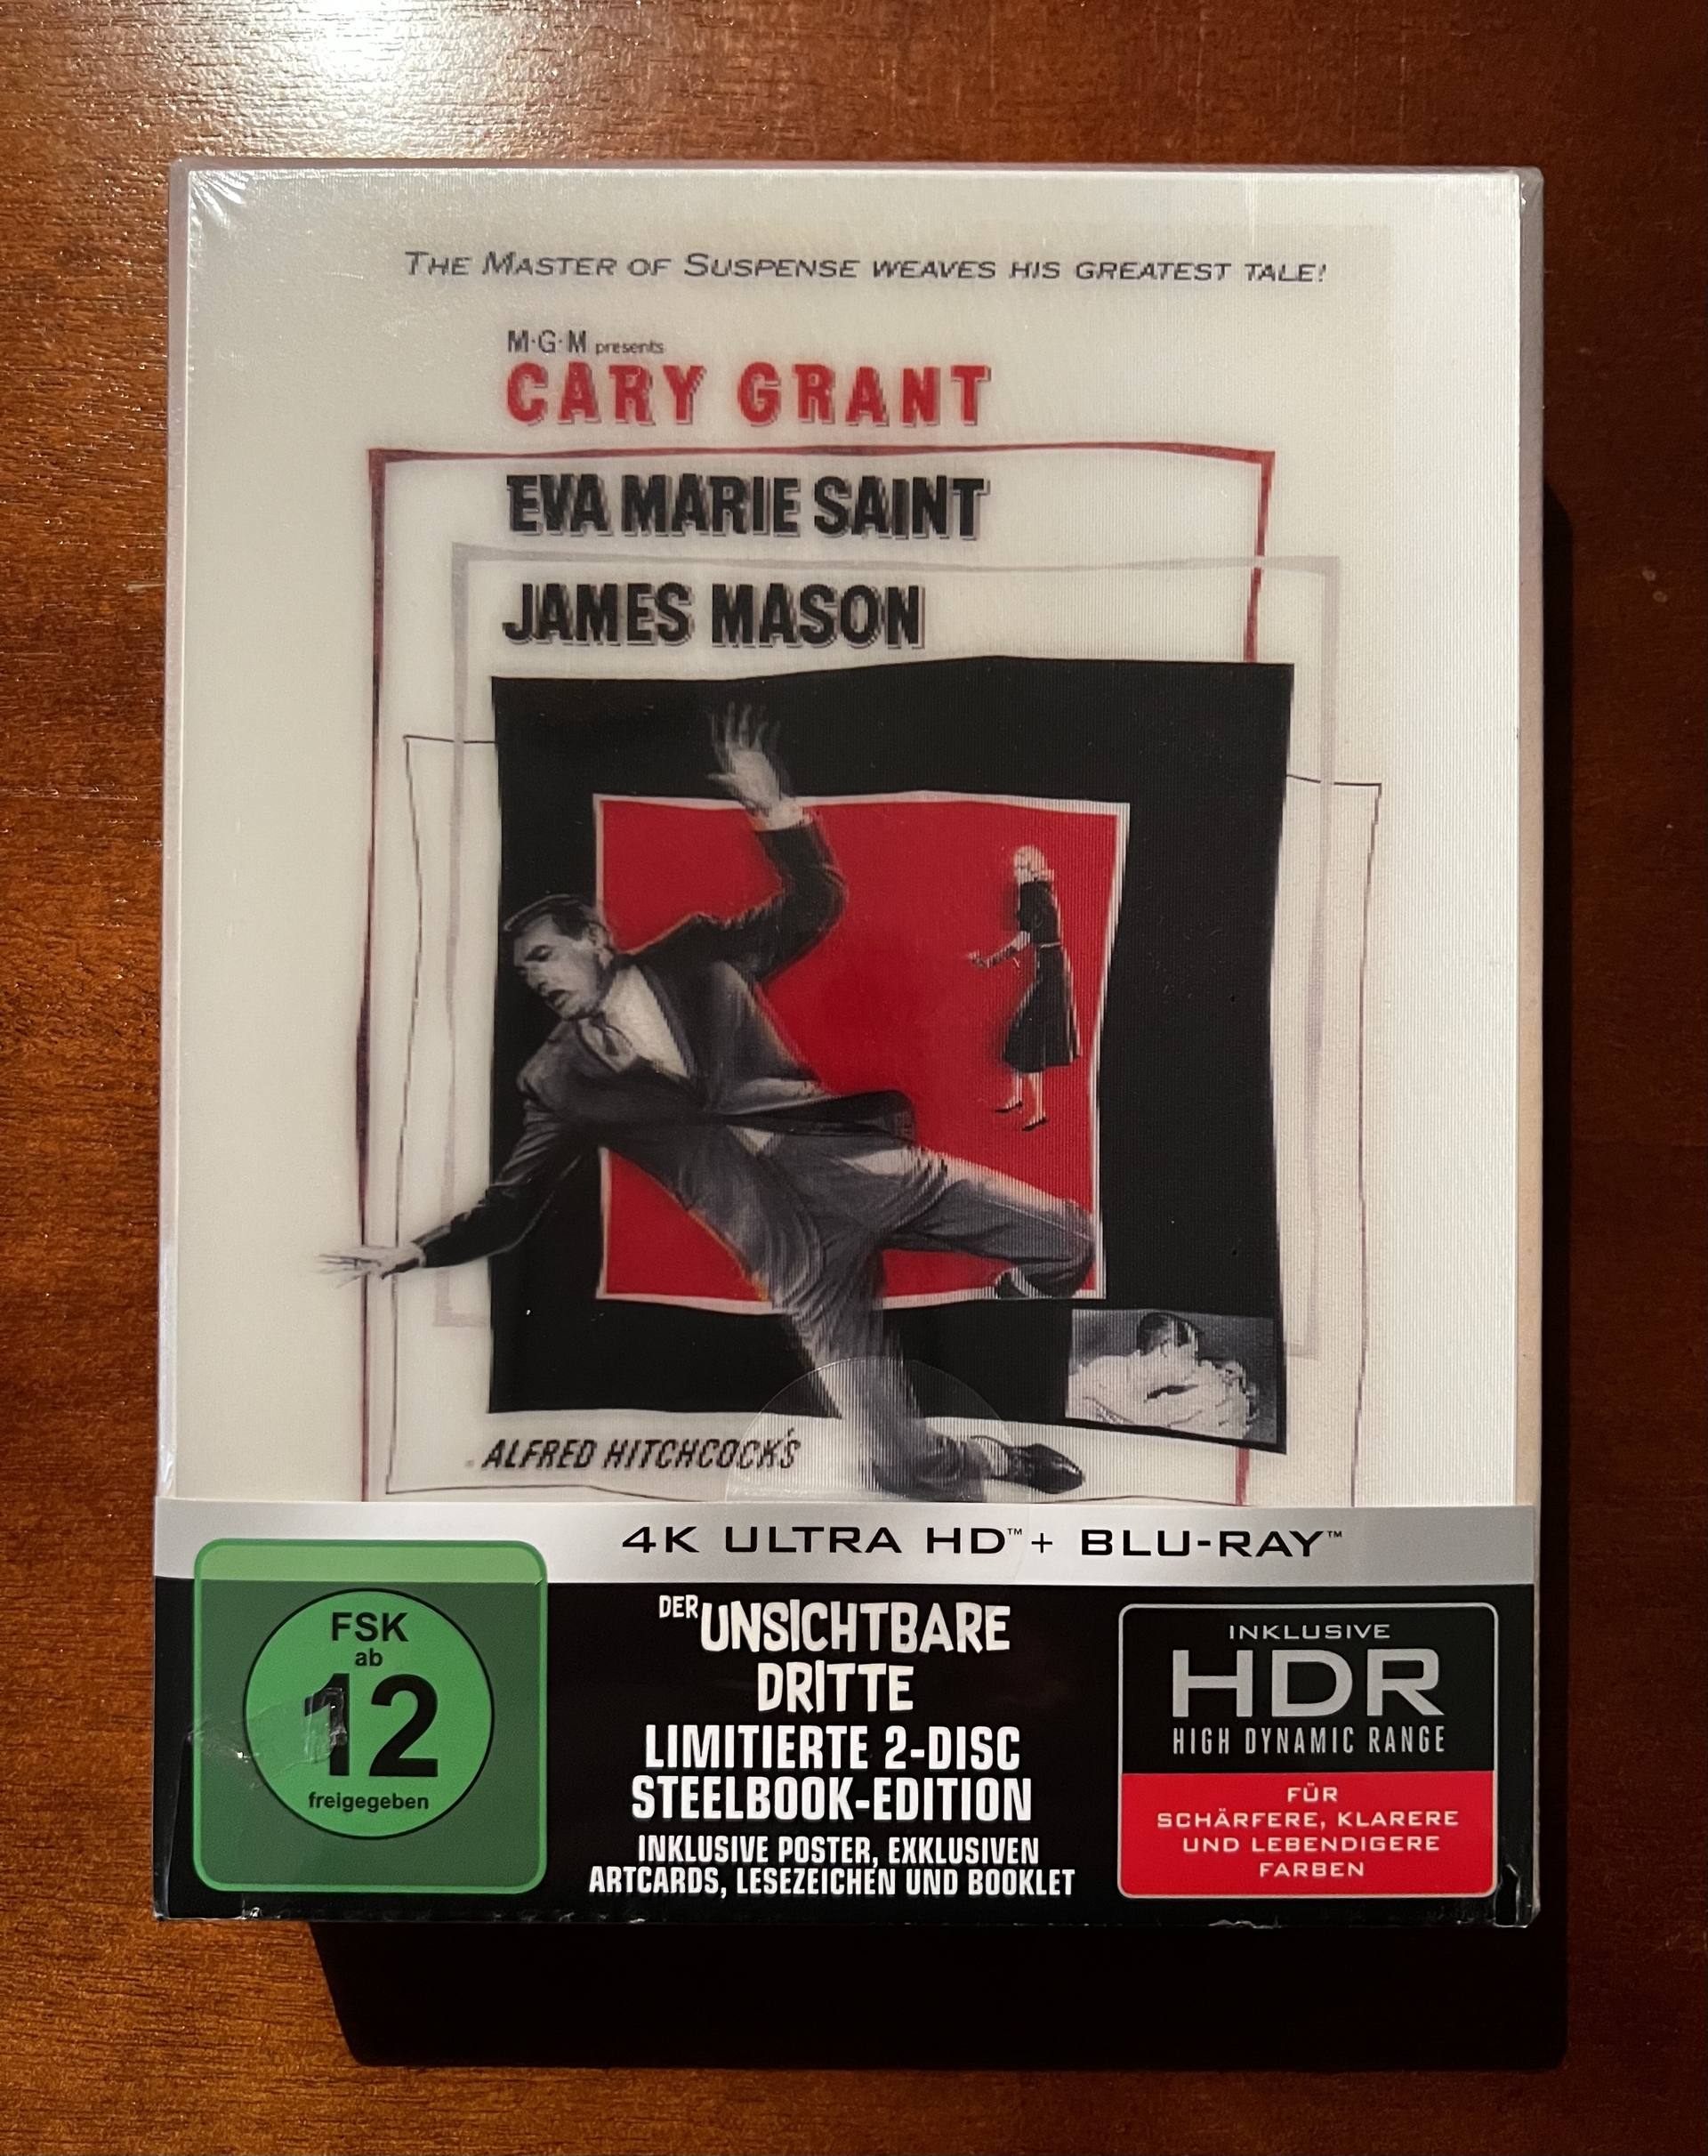 THE MASTER OF SUSPENSE WEAVES HIS GREATEST TALE!
M·G·M presents
CARY GRANT
EVA MARIE SAINT
JAMES MASON
ALFRED HITCHCOCK'S
4K ULTRA HD™ + BLU-RAY™
FSK
ab
12
freigegeben
DER UNSICHTBARE
DRITTE
LIMITIERTE 2-DISC
STEELBOOK-EDITION
INKLUSIVE POSTER, EXKLUSIVEN
ARTCARDS, LESEZEICHEN UND BOOKLET
INKLUSIVE
HDR
HIGH DYNAMIC RANGE
FÜR
SCHÄRFERE, KLARERE
UND LEBENDIGERE
FARBEN